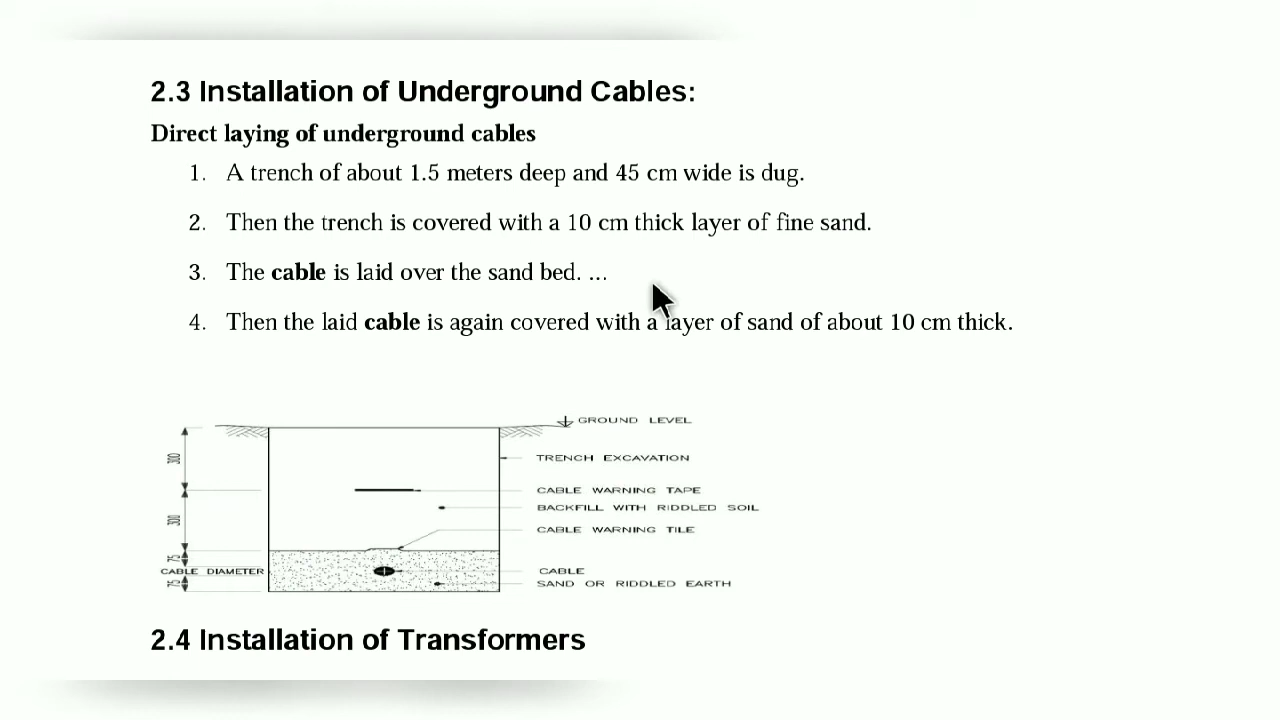 2.3 Installation of Underground Cables:
Direct laying of underground cables
1. A trench of about 1.5 meters deep and 45 cm wide is dug.
2. Then the trench is covered with a 10 cm thick layer of fine sand.
3. The cable is laid over the sand bed. ...
4. Then the laid cable is again covered with a layer of sand of about 10 cm thick.
GROUND LEVEL
300
TRENCH EXCAVATION
CABLE WARNING TAPE
BACKFILL WITH RIDDLED SOIL
300
CABLE WARNING TILE
75
CABLE DIAMETER
CABLE
75
SAND OR RIDDLED EARTH
2.4 Installation of Transformers